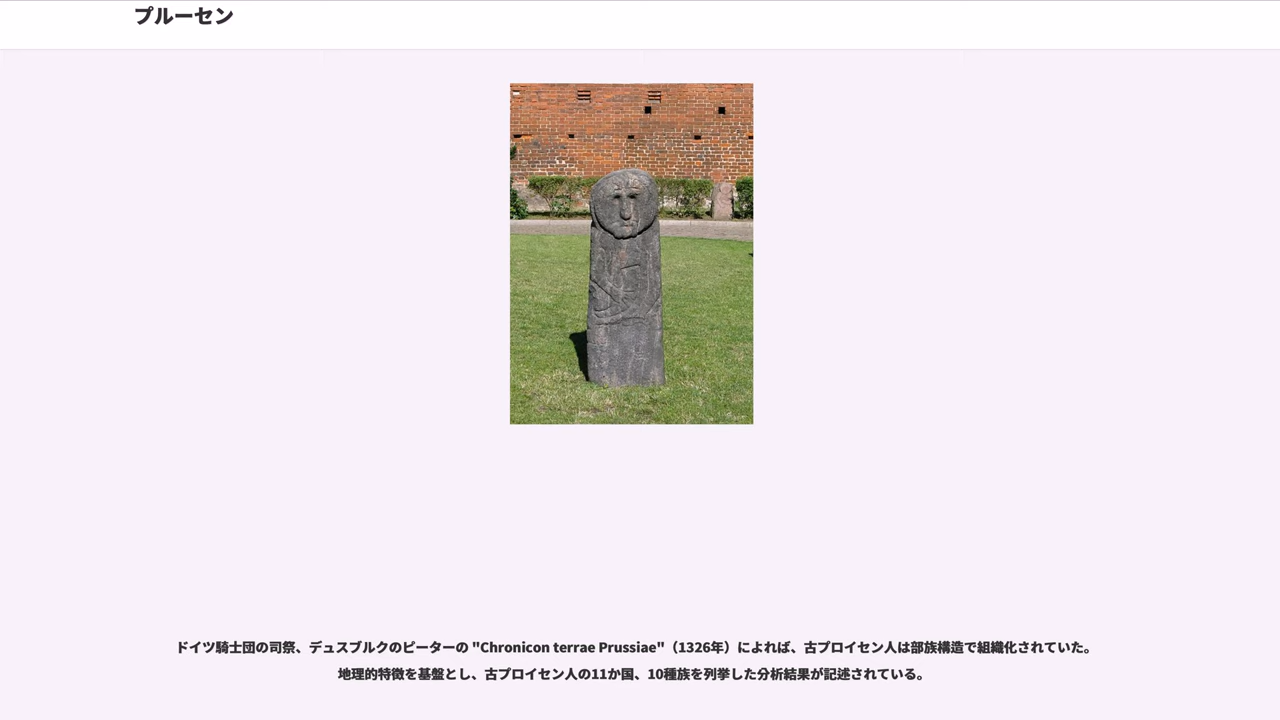 プルーセン
ドイツ騎士団の司祭、デュスブルクのピーターの "Chronicon terrae Prussiae"（1326年）によれば、古プロイセン人は部族構造で組織化されていた。
地理的特徴を基盤とし、古プロイセン人の11か国、10種族を列挙した分析結果が記述されている。